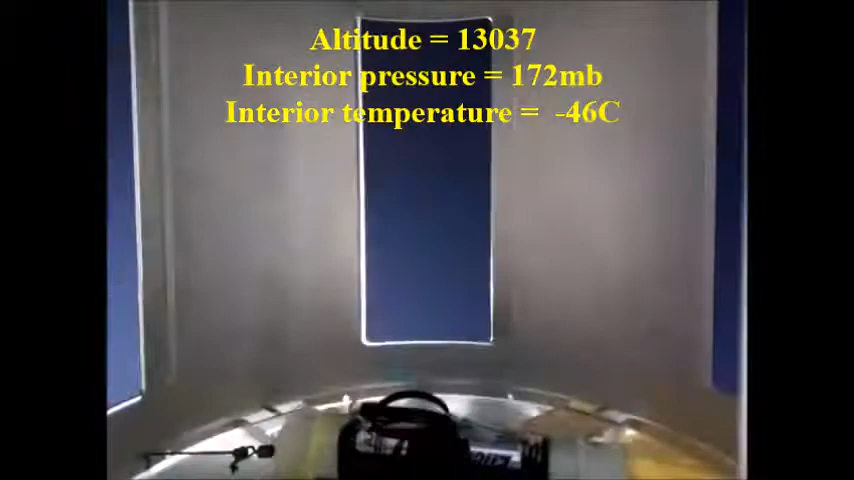 Altitude = 13037
Interior pressure = 172mb
Interior temperature = -46C